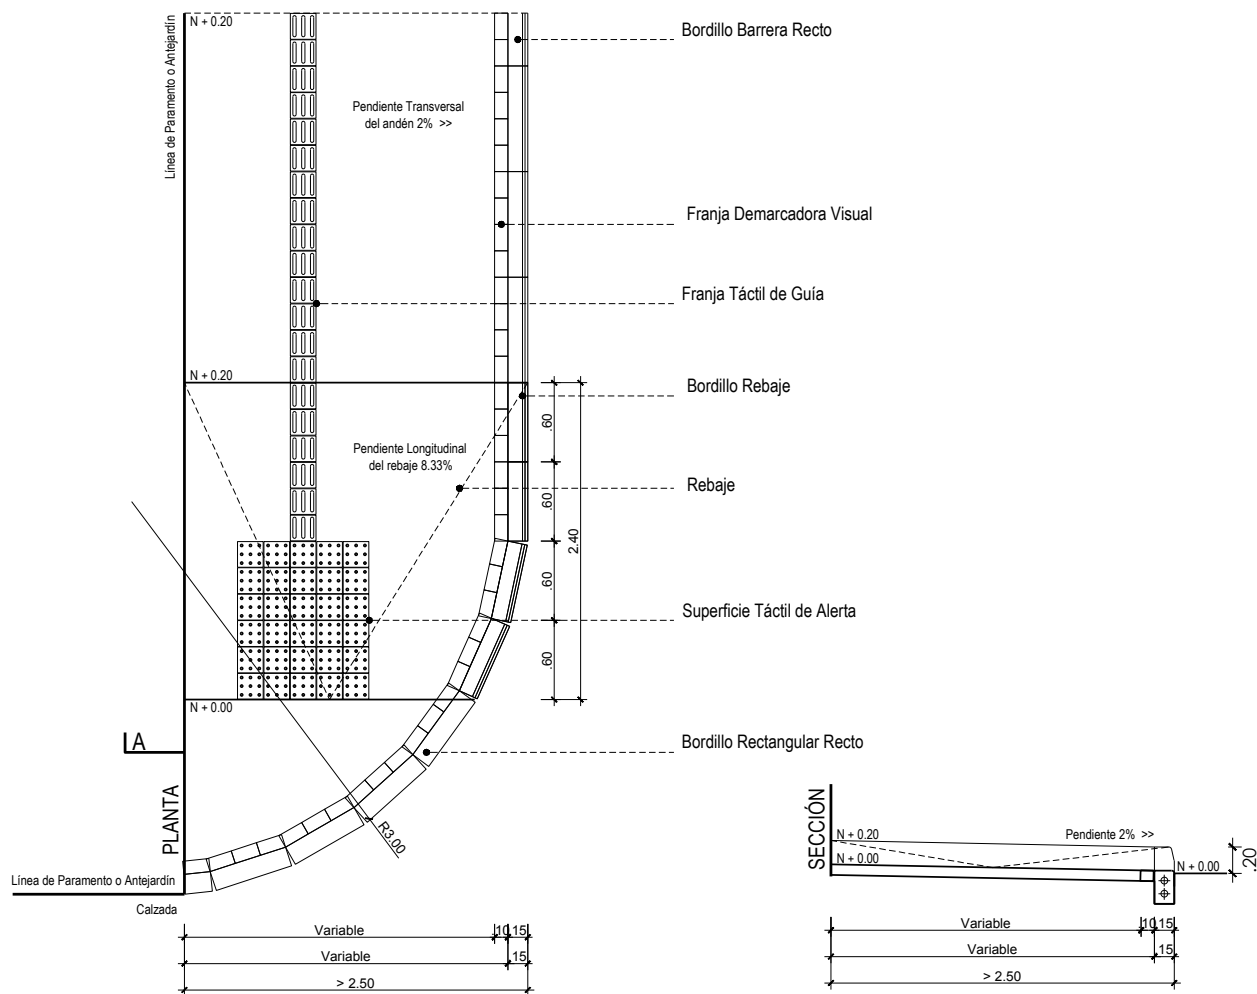 N + 0.20
Línea de Paramento o Antejardín
Bordillo Barrera Recto
Pendiente Transversal
del andén 2% >>
Franja Demarcadora Visual
Franja Táctil de Guía
N + 0.20
Bordillo Rebaje
.60
Pendiente Longitudinal
del rebaje 8.33%
Rebaje
.60
2.40
.60
Superficie Táctil de Alerta
.60
N + 0.00
A
Bordillo Rectangular Recto
PLANTA
R3.00
Línea de Paramento o Antejardín
Calzada
Variable
10
15
Variable
15
> 2.50
SECCIÓN
N + 0.20
Pendiente 2% >>
N + 0.00
N + 0.00
.20
Variable
10
15
Variable
15
> 2.50